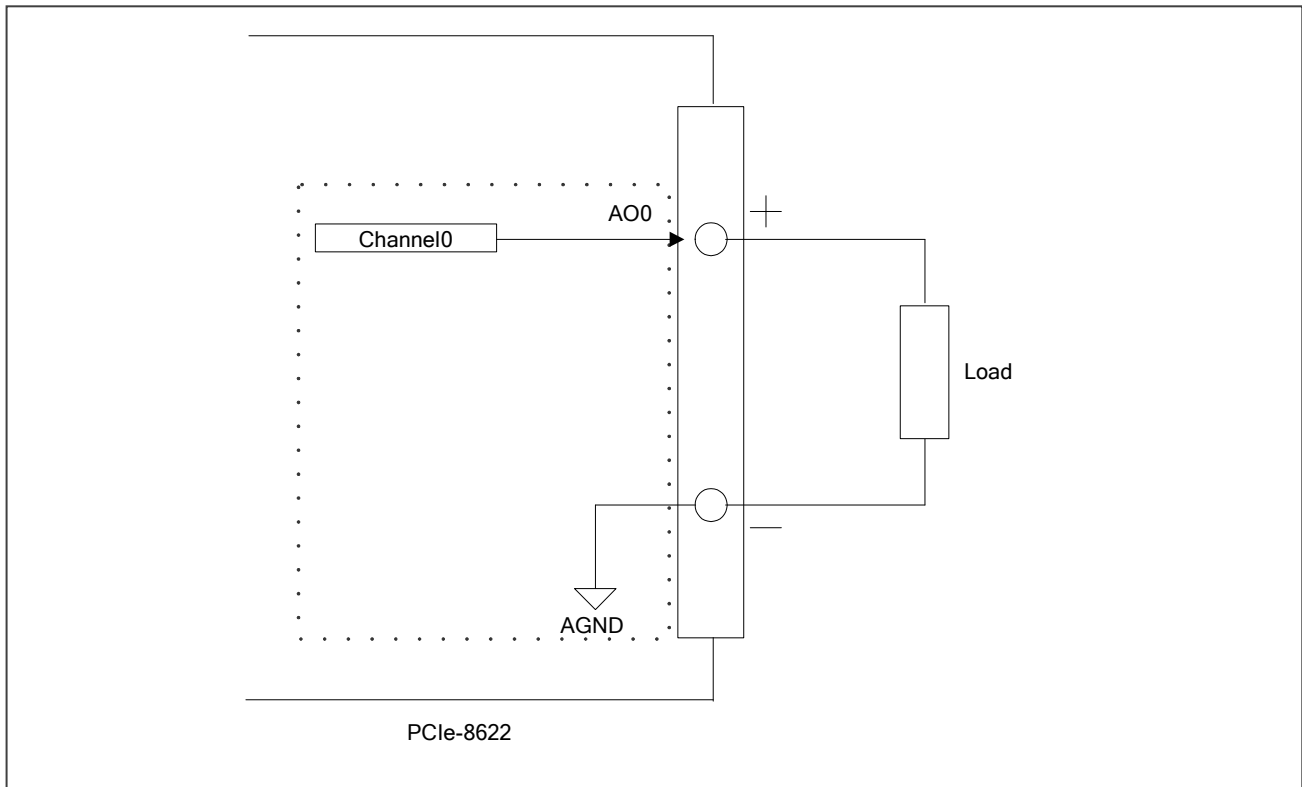 AO0
+
Channel0
Load
—
AGND
PCIe-8622